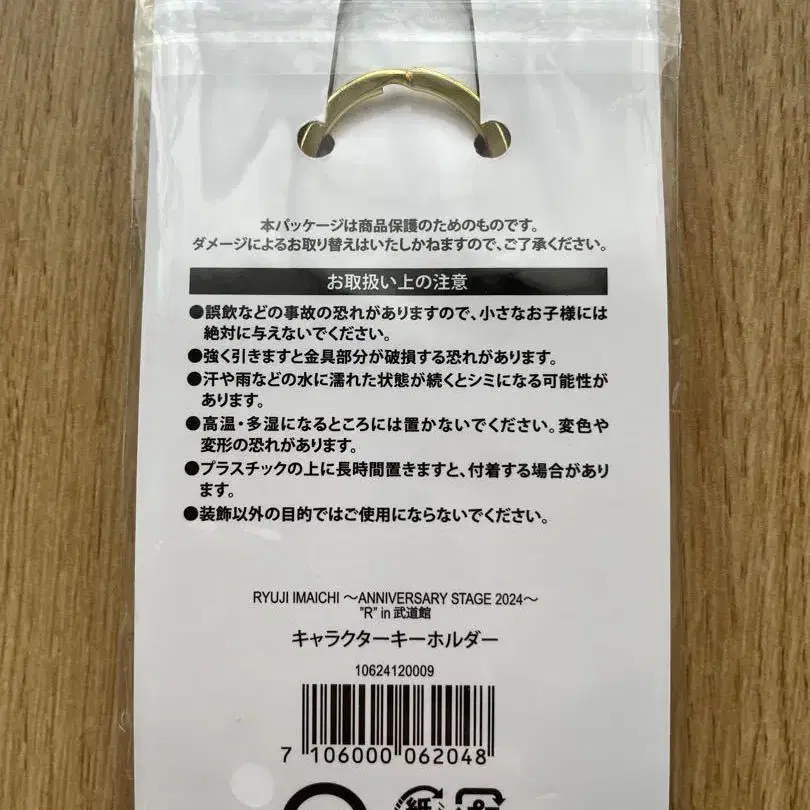 本パッケージは商品保護のためのものです。
ダメージによるお取り替えはいたしかねますので、ご了承ください。
お取扱い上の注意
●誤飲などの事故の恐れがありますので、小さなお子様には
絶対に与えないでください。
●強く引きますと金具部分が破損する恐れがあります。
●汗や雨などの水に濡れた状態が続くとシミになる可能性が
あります。
●高温・多湿になるところには置かないでください。変色や
変形の恐れがあります。
●プラスチックの上に長時間置きますと、付着する場合があり
ます。
●装飾以外の目的ではご使用にならないでください。
RYUJI IMAICHI ～ANNIVERSARY STAGE 2024～
"R" in 武道館
キャラクターキーホルダー
10624120009
7 106000 062048
紙 プラ